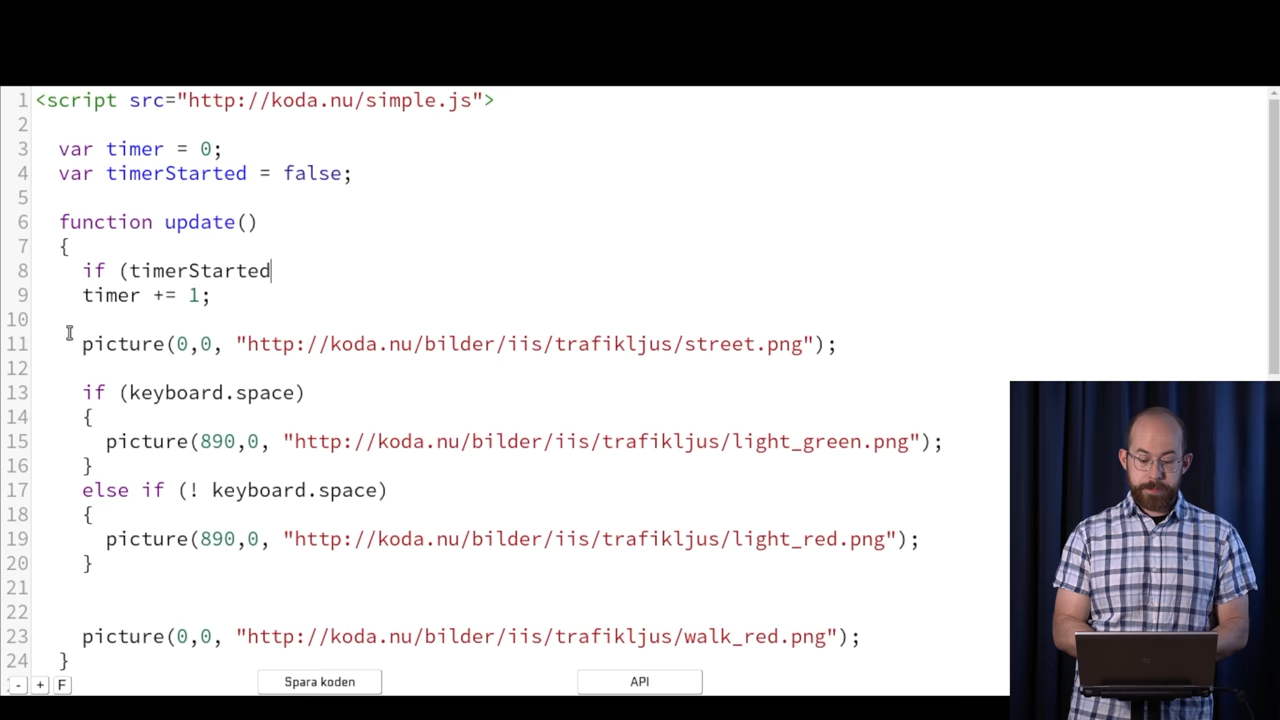 1 <script src="http://koda.nu/simple.js">
2
3 var timer = 0;
4 var timerStarted = false;
5
6 function update()
7 {
8 if (timerStarted
9 timer += 1;
10
11 picture(0,0, "http://koda.nu/bilder/iis/trafikljus/street.png");
12
13 if (keyboard.space)
14 {
15 picture(890,0, "http://koda.nu/bilder/iis/trafikljus/light_green.png");
16 }
17 else if (! keyboard.space)
18 {
19 picture(890,0, "http://koda.nu/bilder/iis/trafikljus/light_red.png");
20 }
21
22
23 picture(0,0, "http://koda.nu/bilder/iis/trafikljus/walk_red.png");
24 }
- + F Spara koden API